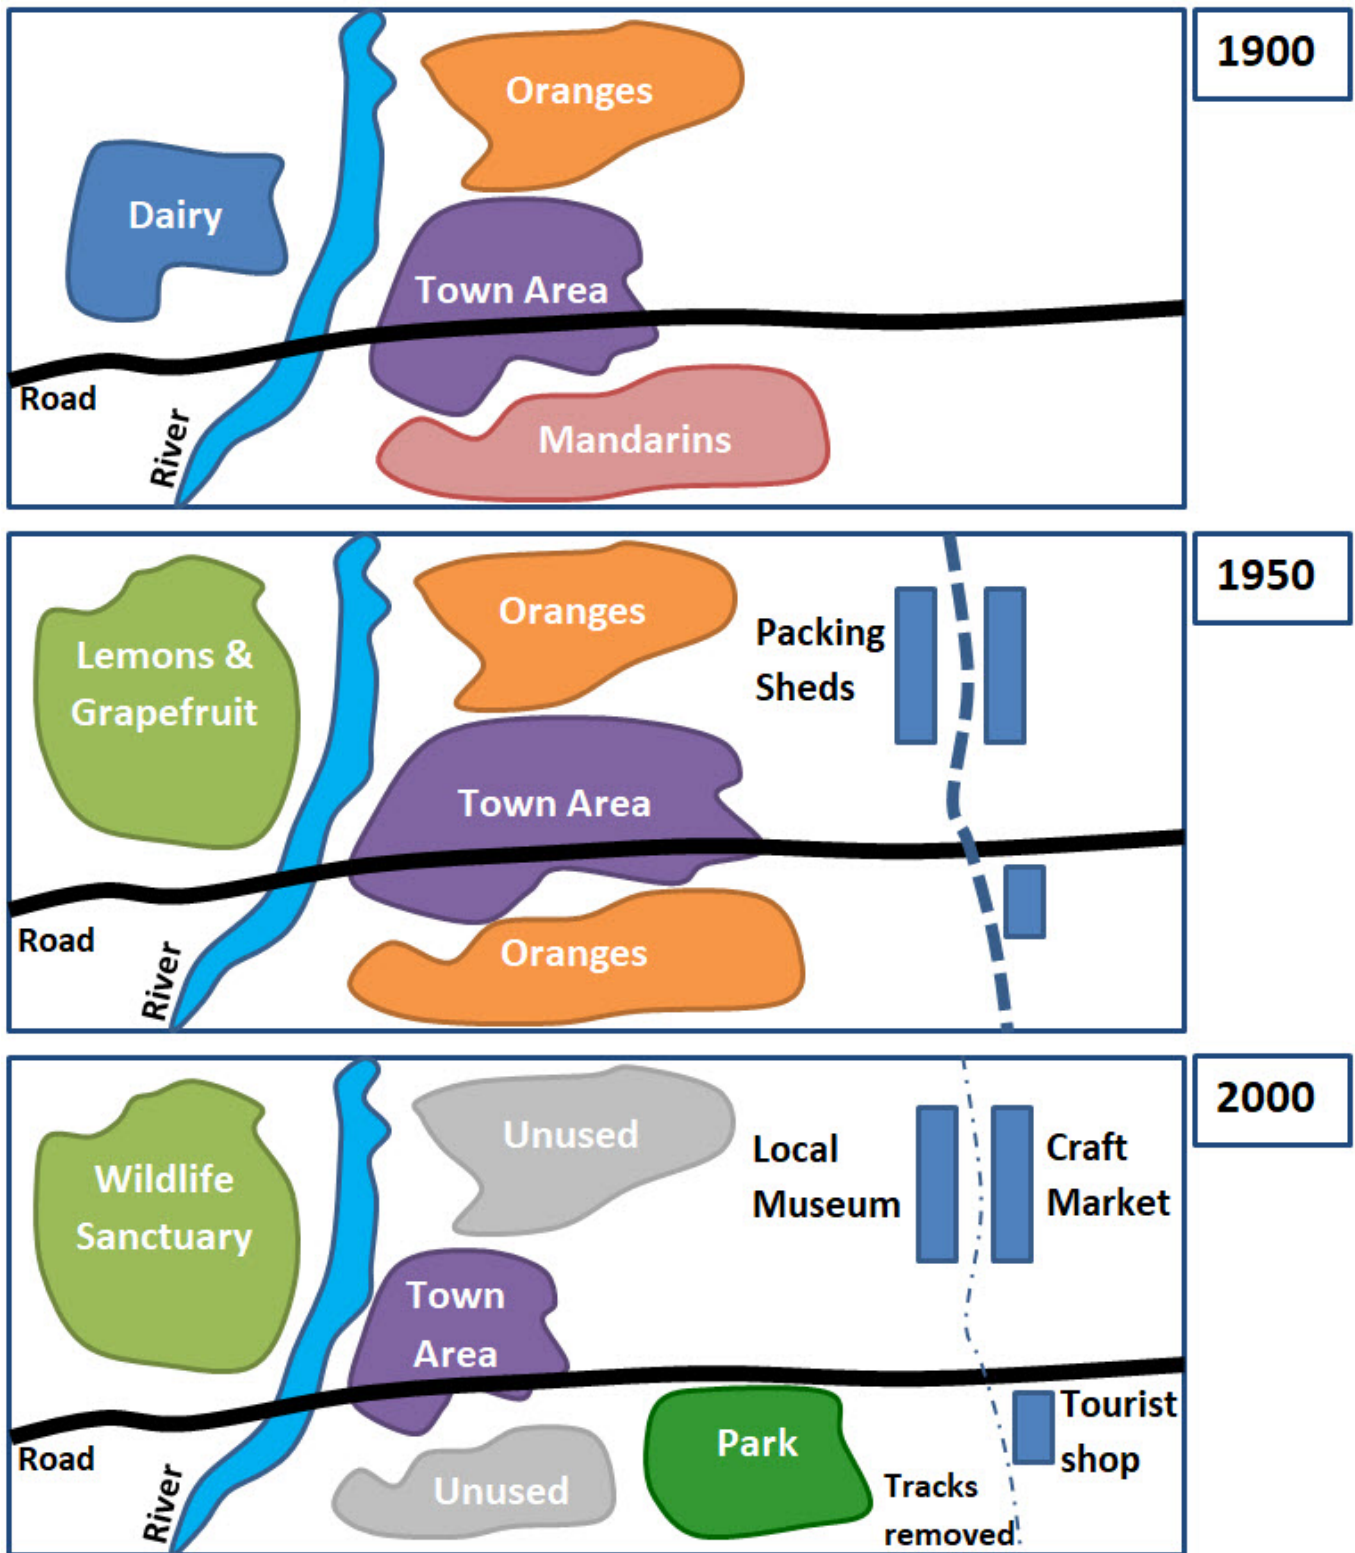 1900
Oranges
Dairy
Town Area
Road
River
Mandarins
1950
Lemons &
Grapefruit
Oranges
Packing
Sheds
Town Area
Road
River
Oranges
2000
Wildlife
Sanctuary
Unused
Local
Museum
Craft
Market
Town
Area
Road
River
Unused
Park
Tracks
removed
Tourist
shop